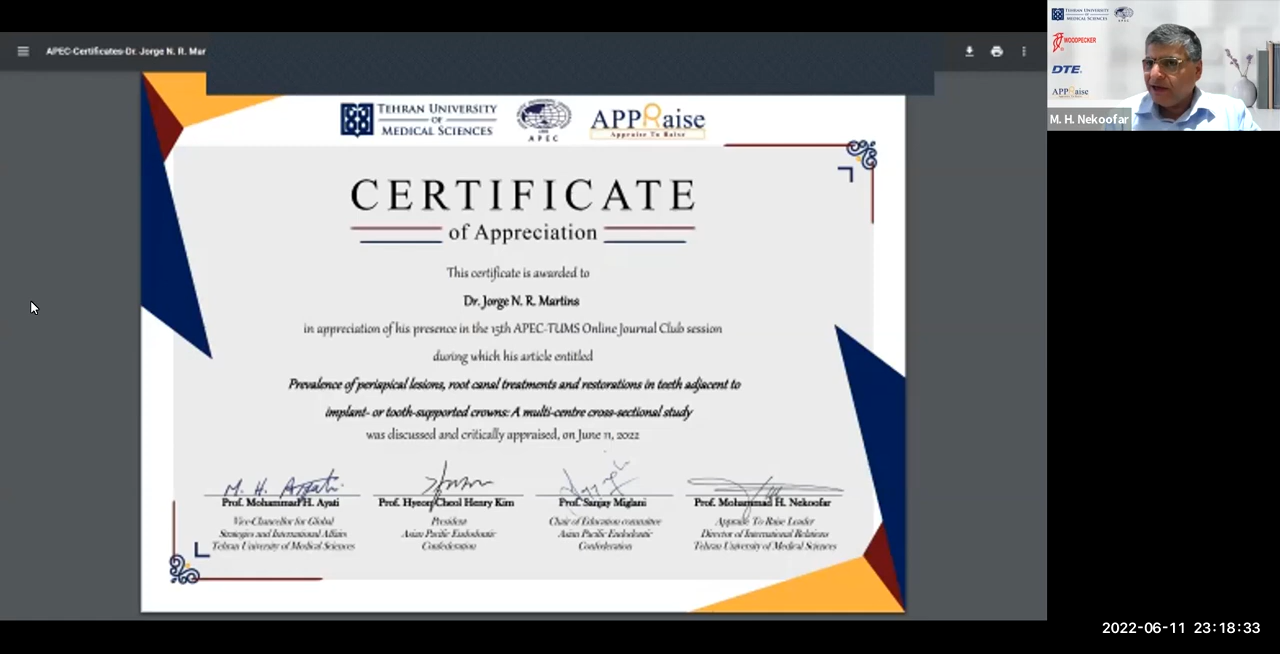 APEC-Certificates-Dr. Jorge N. R. Mar
TEHRAN UNIVERSITY
OF
MEDICAL SCIENCES
APEC
APPRaise
Appraise To Raise
CERTIFICATE
of Appreciation
This certificate is awarded to
Dr. Jorge N. R. Martins
in appreciation of his presence in the 15th APEC-TUMS Online Journal Club session
during which his article entitled
Prevalence of periapical lesions, root canal treatments and restorations in teeth adjacent to
implant- or tooth-supported crowns: A multi-centre cross-sectional study
was discussed and critically appraised, on June 11, 2022
M. H. Ayati
Prof. Mohammad H. Ayati
Vice-Chancellor for Global
Strategies and International Affairs
Tehran University of Medical Sciences
Prof. Hyeon-Cheol Henry Kim
President
Asian Pacific Endodontic
Confederation
Prof. Sanjay Miglani
Chair of Education committee
Asian Pacific Endodontic
Confederation
Prof. Mohammad H. Nekoofar
Appraise To Raise Leader
Director of International Relations
Tehran University of Medical Sciences
TEHRAN UNIVERSITY
OF
MEDICAL SCIENCES
APEC
WOODPECKER
DTE
APPRaise
M. H. Nekoofar
2022-06-11 23:18:33